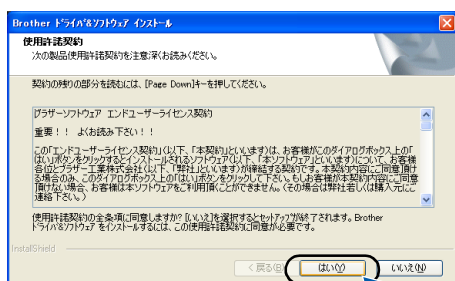 Brother ﾄﾞﾗｲﾊﾞ&ｿﾌﾄｳｪｱ インストール
使用許諾契約
次の製品使用許諾契約を注意深くお読みください。
契約の残りの部分を読むには、[Page Down]キーを押してください。
ブラザーソフトウェア エンドユーザーライセンス契約
重要！！ よくお読み下さい！！
この「エンドユーザーライセンス契約」(以下、「本契約」といいます)は、お客様がこのダイアログボックス上の「
はい」ボタンをクリックするとインストールされるソフトウェア(以下、「本ソフトウェア」といいます)について、お客様
各位とブラザー工業株式会社(以下、「弊社」といいます)が締結する契約です。本契約内容にご同意頂け
る場合のみ、このダイアログボックス上の「はい」ボタンをクリックして下さい。もしお客様が本契約内容にご同意
頂けない場合、お客様は本ソフトウェアをご利用頂くことができません。(その場合は弊社若しくは購入元にご
連絡下さい。)
使用許諾契約の全条項に同意しますか? [いいえ]を選択するとセットアップが終了されます。Brother
ﾄﾞﾗｲﾊﾞ&ｿﾌﾄｳｪｱ をインストールするには、この使用許諾契約に同意が必要です。
InstallShield
< 戻る(B)
はい(Y)
いいえ(N)